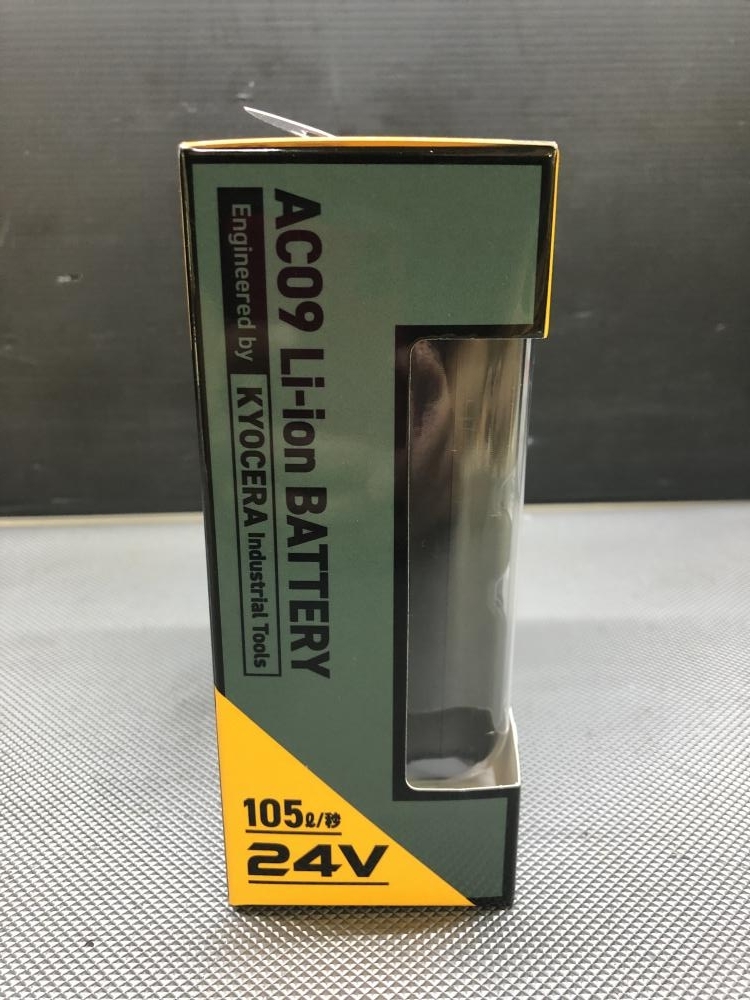 AC09 Li-ion BATTERY
Engineered by KYOCERA Industrial Tools
105ℓ/秒
24V